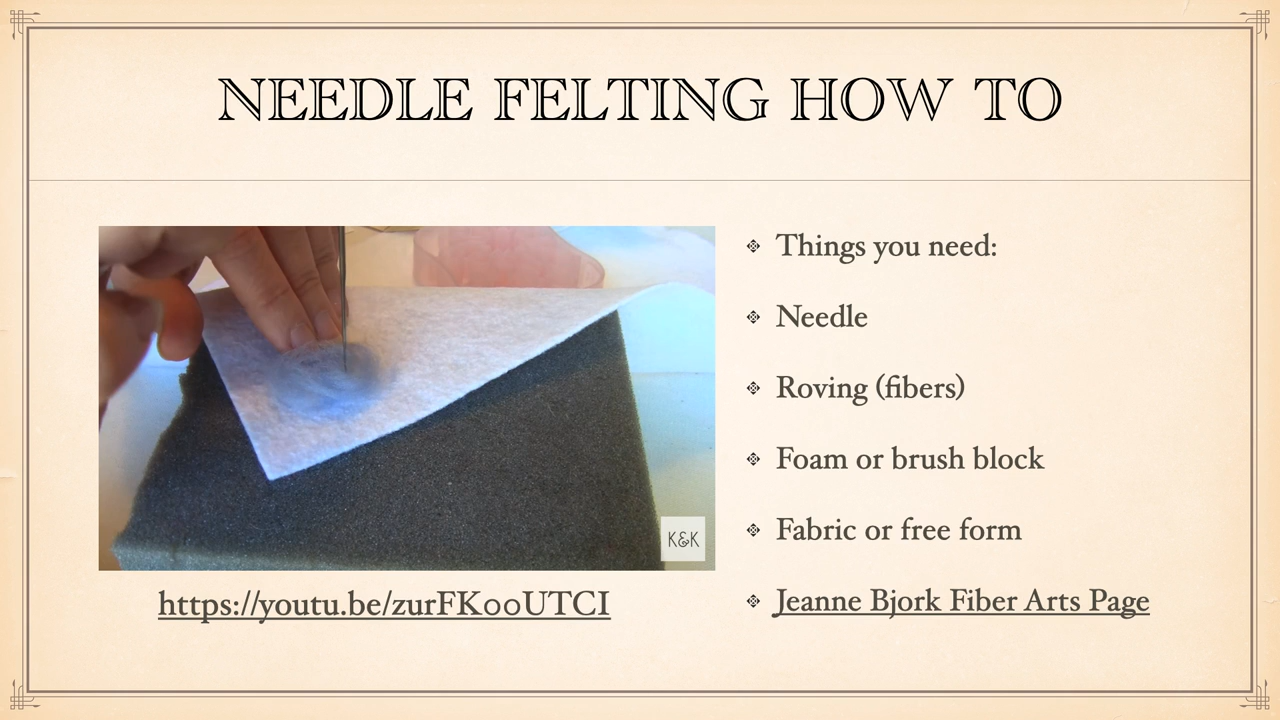 NEEDLE FELTING HOW TO
K&K
https://youtu.be/zurFKooUTCI
Things you need:
Needle
Roving (fibers)
Foam or brush block
Fabric or free form
Jeanne Bjork Fiber Arts Page